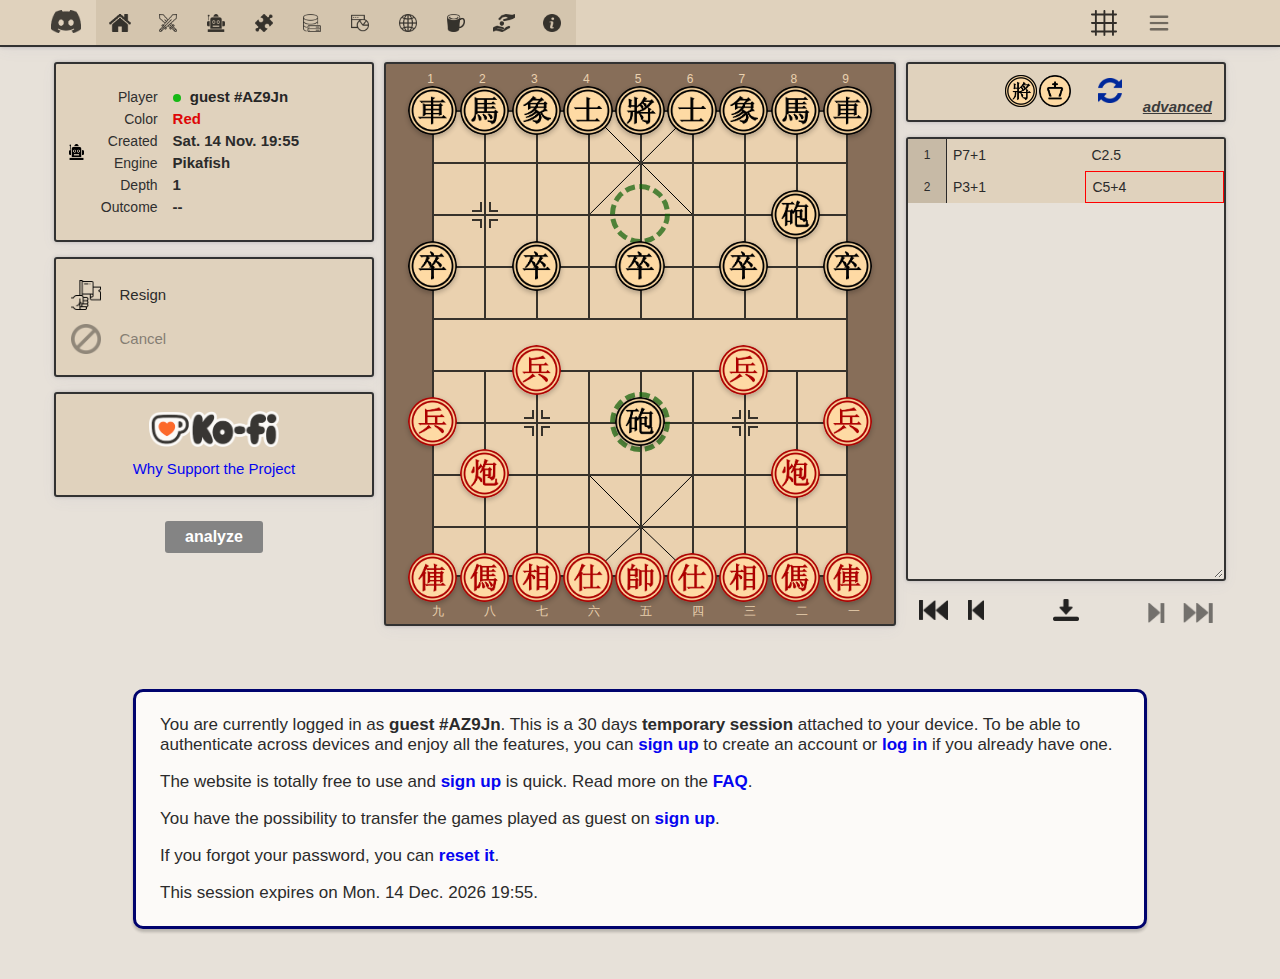 Player guest #AZ9Jn
Color Red
Created Sat. 14 Nov. 19:55
Engine Pikafish
Depth 1
Outcome --
Resign
Cancel
Ko-fi
Why Support the Project
analyze
1 2 3 4 5 6 7 8 9
車 馬 象 士 將 士 象 馬 車
砲
卒 卒 卒 卒 卒
兵 兵
兵 砲 兵
炮 炮
俥 傌 相 仕 帥 仕 相 傌 俥
九 八 七 六 五 四 三 二 一
將
advanced
1 P7+1 C2.5
2 P3+1 C5+4
You are currently logged in as guest #AZ9Jn. This is a 30 days temporary session attached to your device. To be able to
authenticate across devices and enjoy all the features, you can sign up to create an account or log in if you already have one.
The website is totally free to use and sign up is quick. Read more on the FAQ.
You have the possibility to transfer the games played as guest on sign up.
If you forgot your password, you can reset it.
This session expires on Mon. 14 Dec. 2026 19:55.